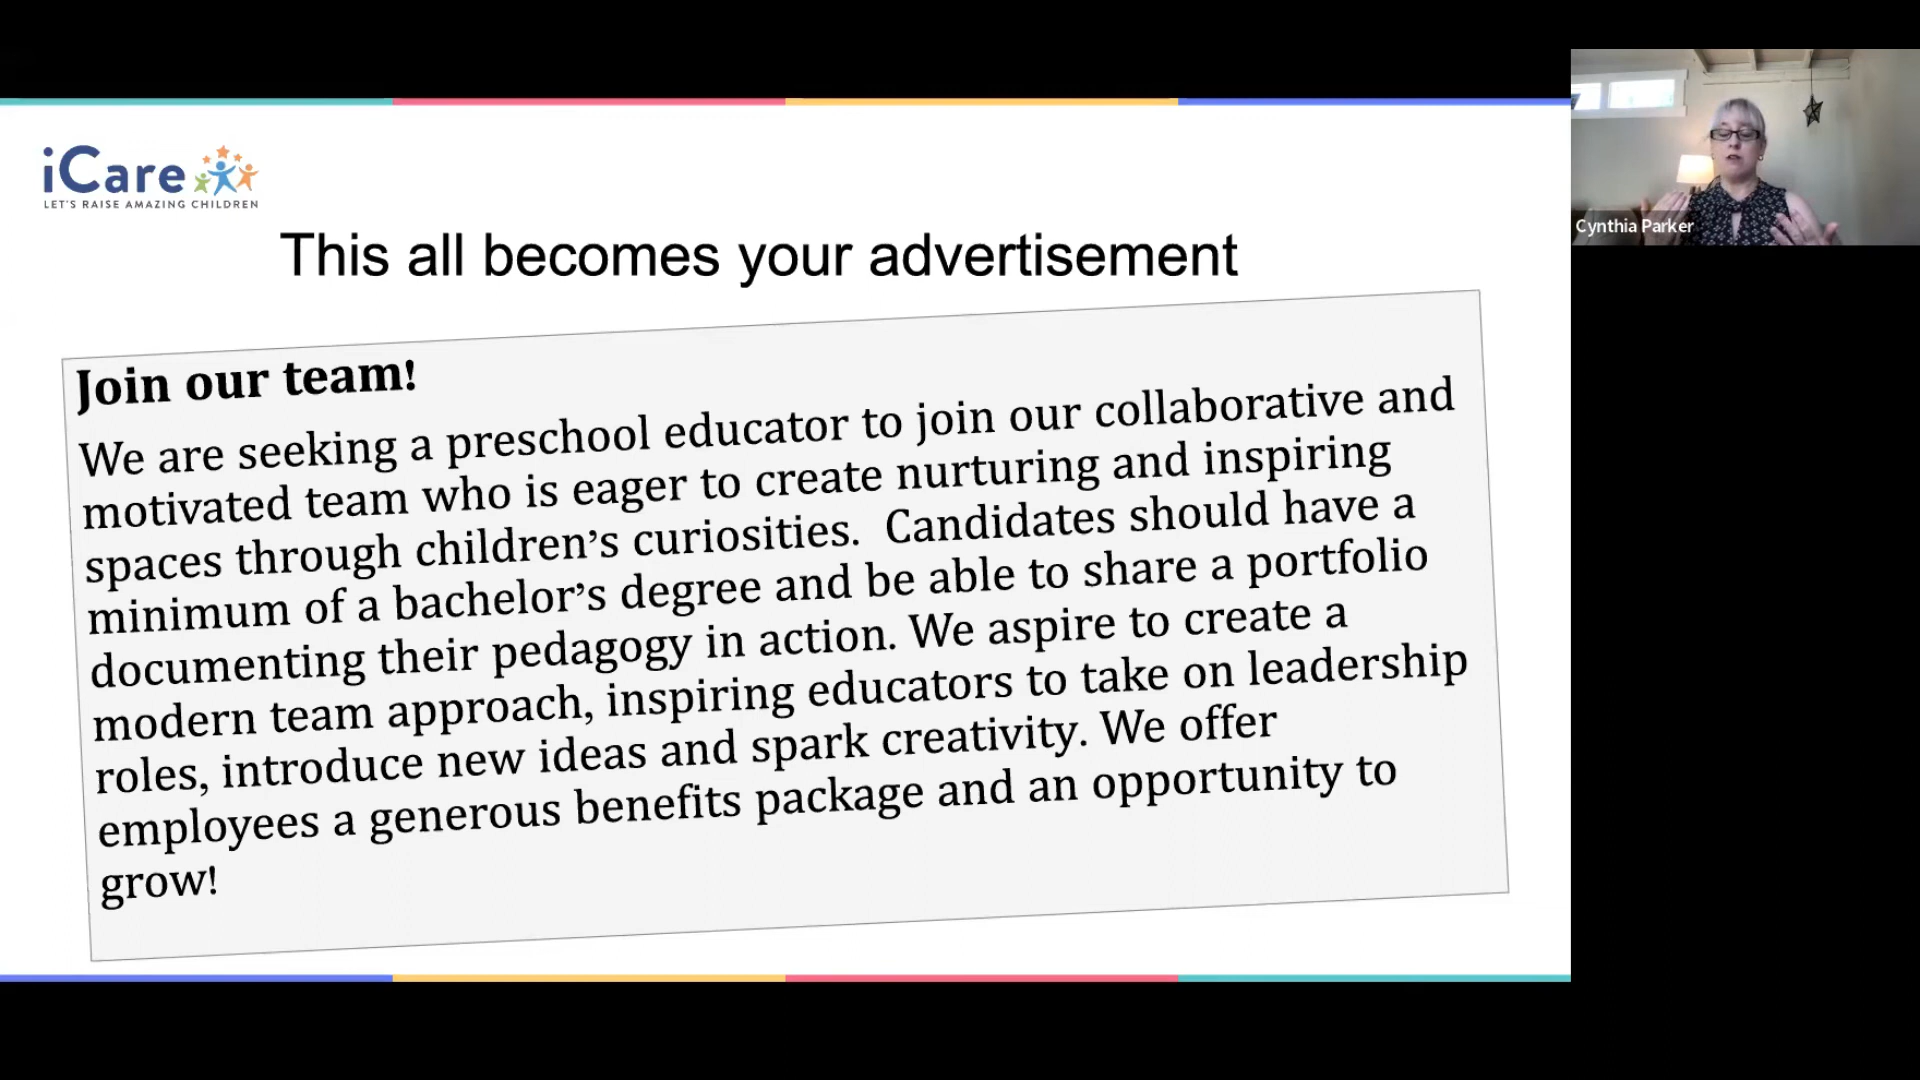 iCare
LET'S RAISE AMAZING CHILDREN
This all becomes your advertisement
Join our team!
We are seeking a preschool educator to join our collaborative and
motivated team who is eager to create nurturing and inspiring
spaces through children's curiosities.  Candidates should have a
minimum of a bachelor's degree and be able to share a portfolio
documenting their pedagogy in action. We aspire to create a
modern team approach, inspiring educators to take on leadership
roles, introduce new ideas and spark creativity. We offer
employees a generous benefits package and an opportunity to
grow!
Cynthia Parker